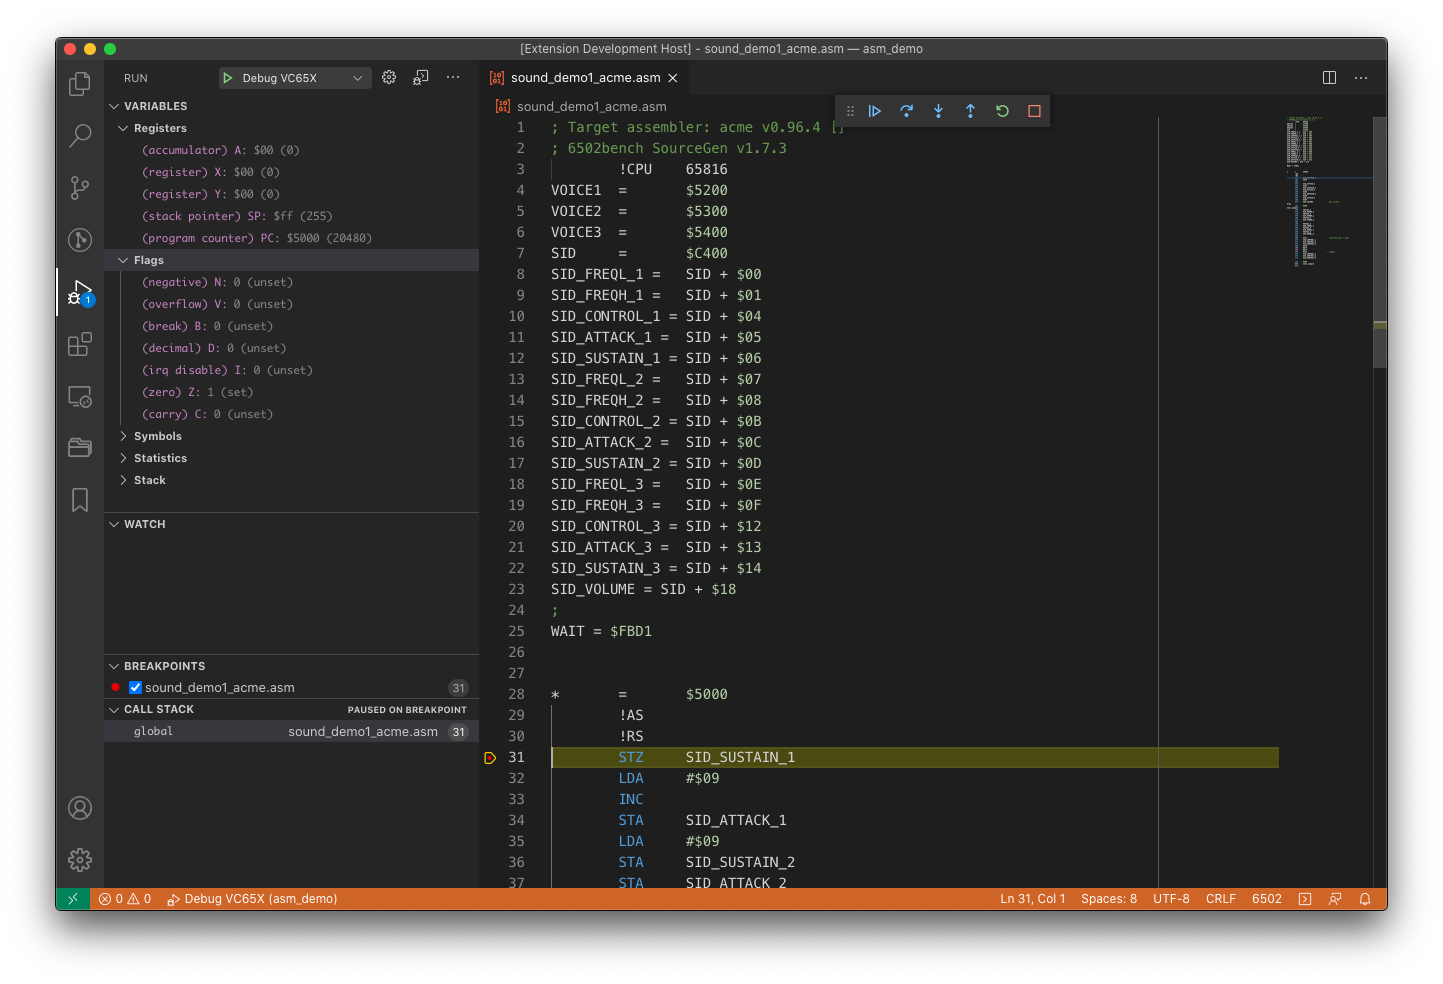 [Extension Development Host] - sound_demo1_acme.asm — asm_demo
RUN
Debug VC65X
VARIABLES
Registers
(accumulator) A: $00 (0)
(register) X: $00 (0)
(register) Y: $00 (0)
(stack pointer) SP: $ff (255)
(program counter) PC: $5000 (20480)
Flags
(negative) N: 0 (unset)
(overflow) V: 0 (unset)
(break) B: 0 (unset)
(decimal) D: 0 (unset)
(irq disable) I: 0 (unset)
(zero) Z: 1 (set)
(carry) C: 0 (unset)
Symbols
Statistics
Stack
WATCH
BREAKPOINTS
sound_demo1_acme.asm 31
CALL STACK PAUSED ON BREAKPOINT
global sound_demo1_acme.asm 31
1
sound_demo1_acme.asm
sound_demo1_acme.asm
1 ; Target assembler: acme v0.96.4 []
2 ; 6502bench SourceGen v1.7.3
3 !CPU 65816
4 VOICE1 = $5200
5 VOICE2 = $5300
6 VOICE3 = $5400
7 SID = $C400
8 SID_FREQL_1 = SID + $00
9 SID_FREQH_1 = SID + $01
10 SID_CONTROL_1 = SID + $04
11 SID_ATTACK_1 = SID + $05
12 SID_SUSTAIN_1 = SID + $06
13 SID_FREQL_2 = SID + $07
14 SID_FREQH_2 = SID + $08
15 SID_CONTROL_2 = SID + $0B
16 SID_ATTACK_2 = SID + $0C
17 SID_SUSTAIN_2 = SID + $0D
18 SID_FREQL_3 = SID + $0E
19 SID_FREQH_3 = SID + $0F
20 SID_CONTROL_3 = SID + $12
21 SID_ATTACK_3 = SID + $13
22 SID_SUSTAIN_3 = SID + $14
23 SID_VOLUME = SID + $18
24 ;
25 WAIT = $FBD1
26
27
28 * = $5000
29 !AS
30 !RS
31 STZ SID_SUSTAIN_1
32 LDA #$09
33 INC
34 STA SID_ATTACK_1
35 LDA #$09
36 STA SID_SUSTAIN_2
37 STA SID_ATTACK_2
0 0 Debug VC65X (asm_demo)
Ln 31, Col 1 Spaces: 8 UTF-8 CRLF 6502